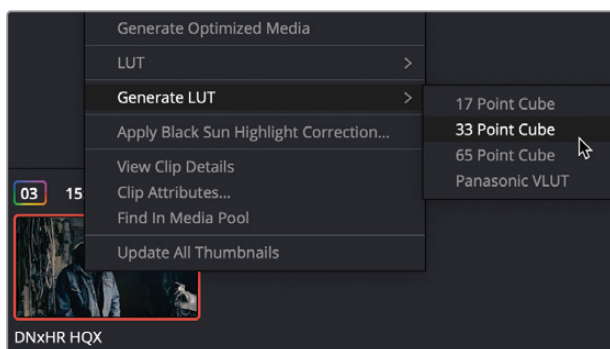 Generate Optimized Media
LUT
Generate LUT
Apply Black Sun Highlight Correction...
View Clip Details
Clip Attributes...
Find In Media Pool
Update All Thumbnails
17 Point Cube
33 Point Cube
65 Point Cube
Panasonic VLUT
03 15
DNxHR HQX